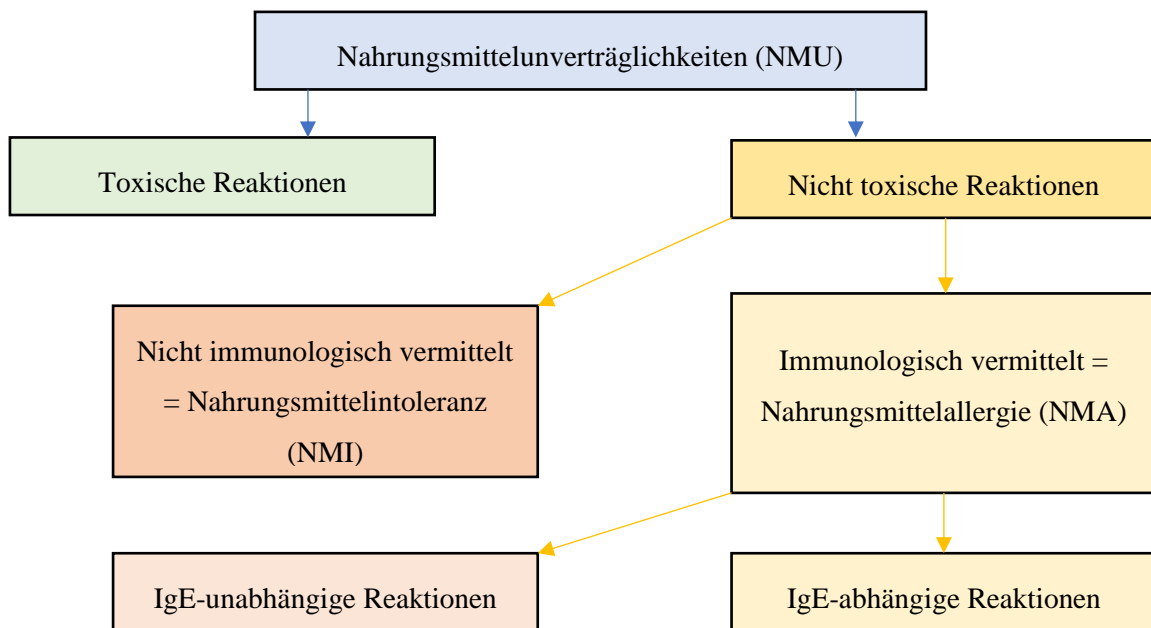 Nahrungsmittelunverträglichkeiten (NMU)
Toxische Reaktionen
Nicht toxische Reaktionen
Nicht immunologisch vermittelt
= Nahrungsmittelintoleranz
(NMI)
Immunologisch vermittelt =
Nahrungsmittelallergie (NMA)
IgE-unabhängige Reaktionen
IgE-abhängige Reaktionen